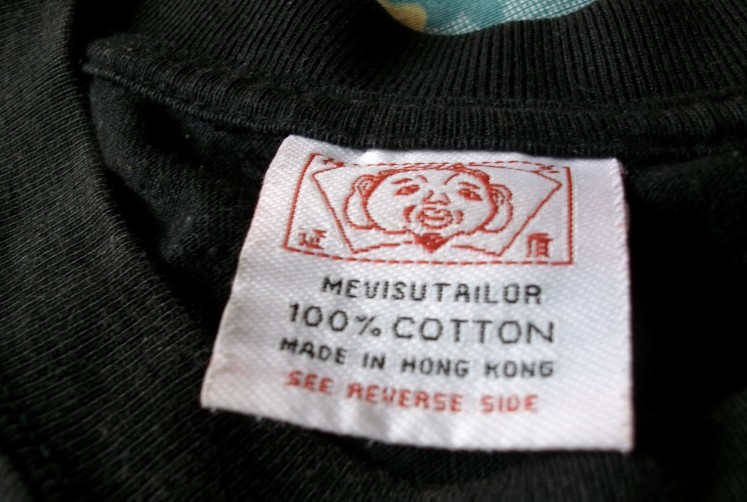 MEVISUTAILOR
100% COTTON
MADE IN HONG KONG
SEE REVERSE SIDE